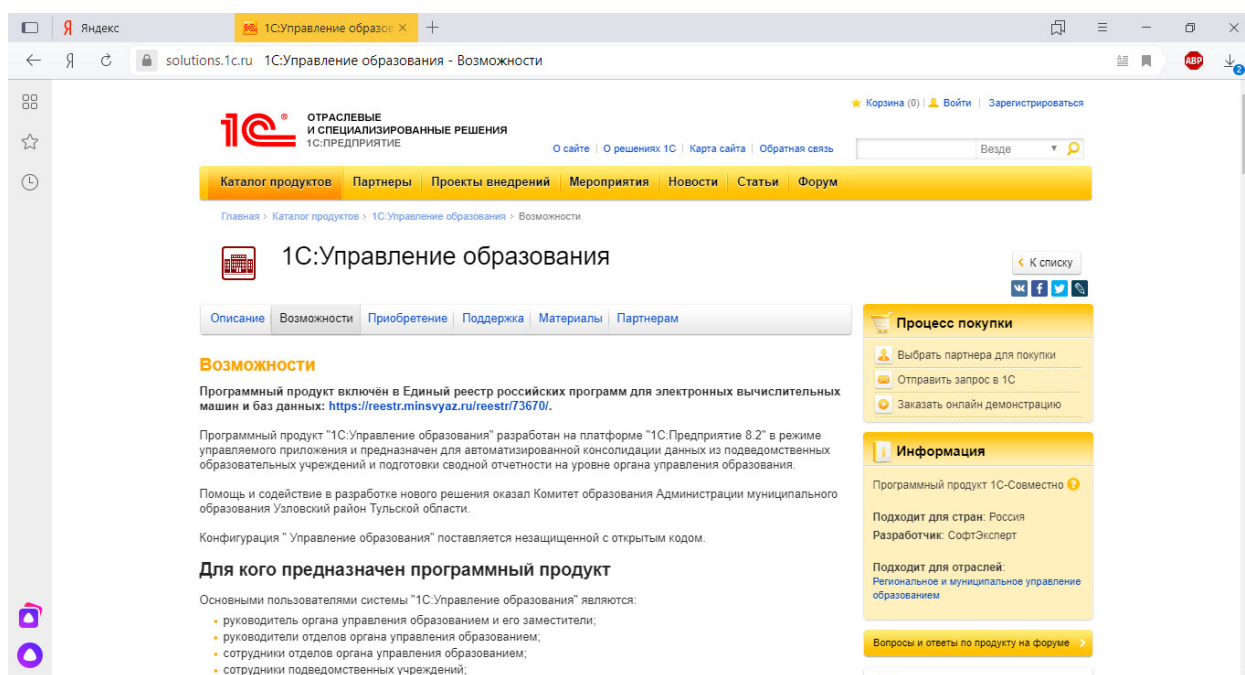 Яндекс
1С:Управление образов
solutions.1c.ru 1С:Управление образования - Возможности
ABP
2
Корзина (0) | Войти | Зарегистрироваться
1С ®
ОТРАСЛЕВЫЕ
И СПЕЦИАЛИЗИРОВАННЫЕ РЕШЕНИЯ
1С:ПРЕДПРИЯТИЕ
О сайте | О решениях 1С | Карта сайта | Обратная связь
Везде
Каталог продуктов Партнеры Проекты внедрений Мероприятия Новости Статьи Форум
Главная > Каталог продуктов > 1С:Управление образования > Возможности
1С:Управление образования
К списку
Описание Возможности Приобретение Поддержка Материалы Партнерам
Возможности
Программный продукт включён в Единый реестр российских программ для электронных вычислительных
машин и баз данных: https://reestr.minsvyaz.ru/reestr/73670/.
Программный продукт "1С:Управление образования" разработан на платформе "1С:Предприятие 8.2" в режиме
управляемого приложения и предназначен для автоматизированной консолидации данных из подведомственных
образовательных учреждений и подготовки сводной отчетности на уровне органа управления образования.
Помощь и содействие в разработке нового решения оказал Комитет образования Администрации муниципального
образования Узловский район Тульской области.
Конфигурация " Управление образования" поставляется незащищенной с открытым кодом.
Для кого предназначен программный продукт
Основными пользователями системы "1С:Управление образования" являются:
• руководитель органа управления образованием и его заместители;
• руководители отделов органа управления образованием;
• сотрудники отделов органа управления образованием;
• сотрудники подведомственных учреждений;
Процесс покупки
Выбрать партнера для покупки
Отправить запрос в 1С
Заказать онлайн демонстрацию
Информация
Программный продукт 1С-Совместно ?
Подходит для стран: Россия
Разработчик: СофтЭксперт
Подходит для отраслей:
Региональное и муниципальное управление
образованием
Вопросы и ответы по продукту на форуме